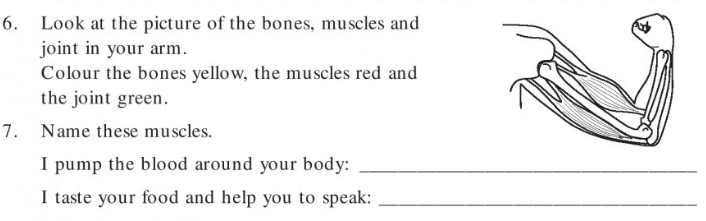 6. Look at the picture of the bones, muscles and
joint in your arm.
Colour the bones yellow, the muscles red and
the joint green.
7. Name these muscles.
I pump the blood around your body: ____________________
I taste your food and help you to speak: ____________________